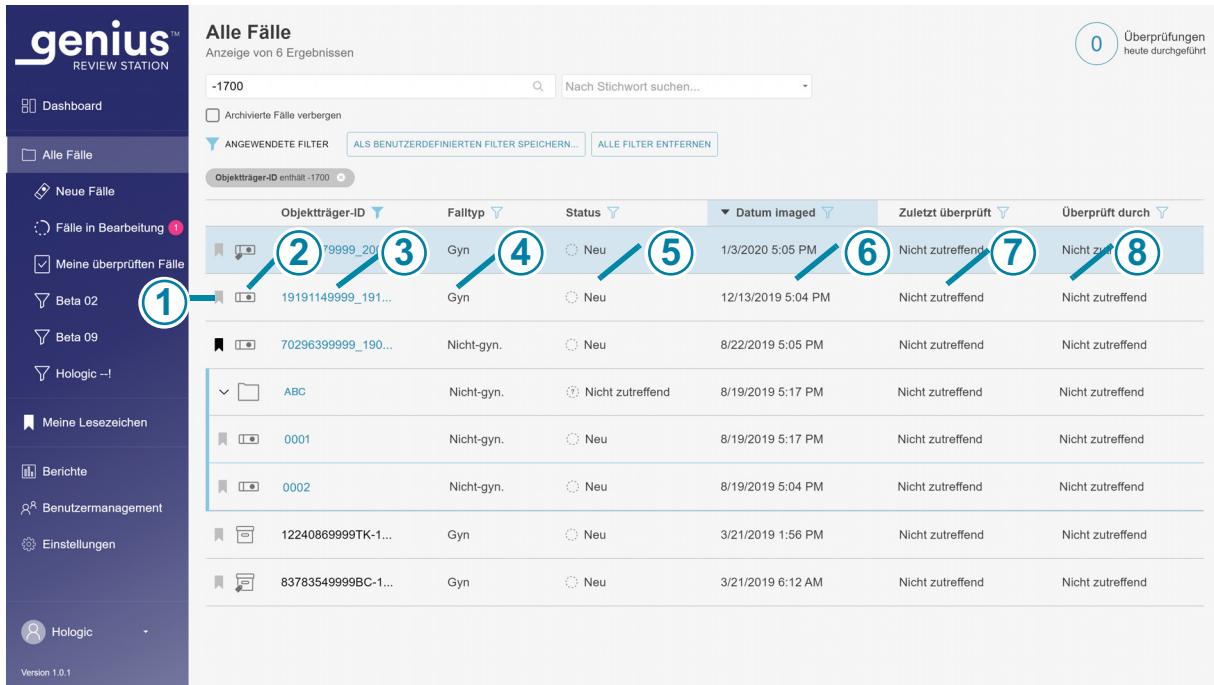 genius™
REVIEW STATION
Dashboard
Alle Fälle
Neue Fälle
Fälle in Bearbeitung 1
Meine überprüften Fälle
Beta 02
Beta 09
Hologic --!
Meine Lesezeichen
Berichte
Benutzermanagement
Einstellungen
Hologic
Version 1.0.1
Alle Fälle
Anzeige von 6 Ergebnissen
0 Überprüfungen
heute durchgeführt
-1700 Nach Stichwort suchen...
Archivierte Fälle verbergen
ANGEWENDETE FILTER ALS BENUTZERDEFINIERTEN FILTER SPEICHERN... ALLE FILTER ENTFERNEN
Objektträger-ID enthält -1700
Objektträger-ID Falltyp Status Datum imaged Zuletzt überprüft Überprüft durch
Gyn Neu 1/3/2020 5:05 PM Nicht zutreffend Nicht
2 3 4 5 6 7 8
1
19191149999_191... Gyn Neu 12/13/2019 5:04 PM Nicht zutreffend Nicht zutreffend
70296399999_190... Nicht-gyn. Neu 8/22/2019 5:05 PM Nicht zutreffend Nicht zutreffend
ABC Nicht-gyn. Nicht zutreffend 8/19/2019 5:17 PM Nicht zutreffend Nicht zutreffend
0001 Nicht-gyn. Neu 8/19/2019 5:17 PM Nicht zutreffend Nicht zutreffend
0002 Nicht-gyn. Neu 8/19/2019 5:04 PM Nicht zutreffend Nicht zutreffend
12240869999TK-1... Gyn Neu 3/21/2019 1:56 PM Nicht zutreffend Nicht zutreffend
83783549999BC-1... Gyn Neu 3/21/2019 6:12 AM Nicht zutreffend Nicht zutreffend